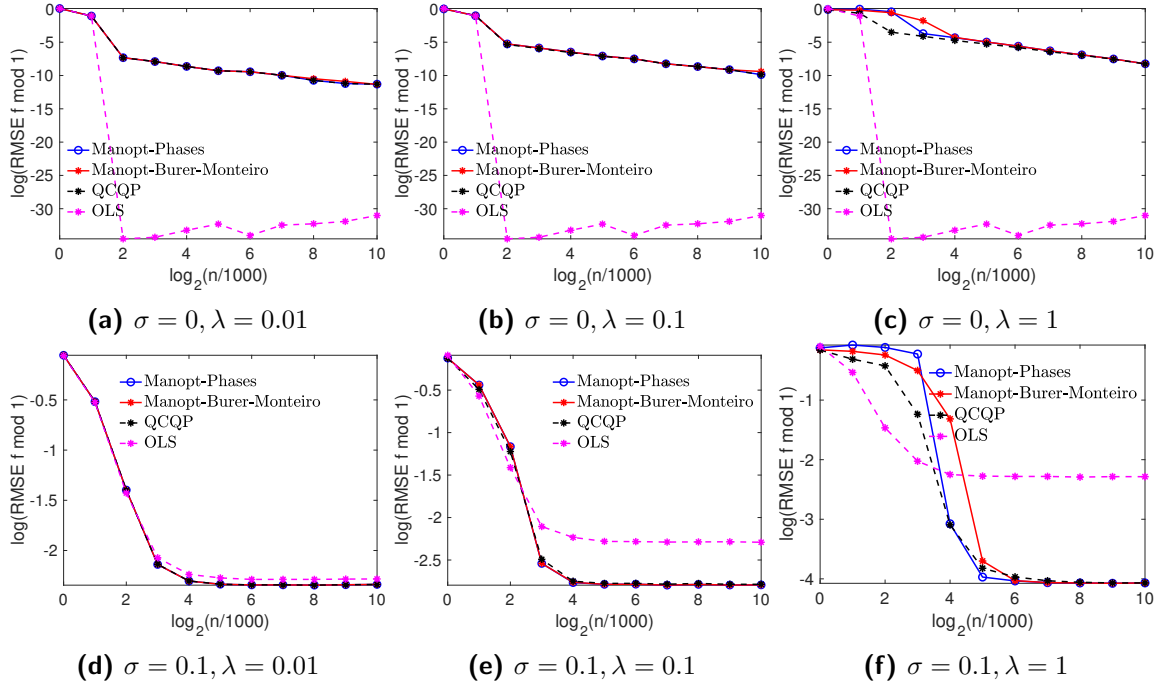 0
-5
-10
-15
-20
-25
-30
log(RMSE f mod 1)
Manopt-Phases
Manopt-Burer-Monteiro
QCQP
OLS
0 2 4 6 8 10
log₂(n/1000)
(a) σ = 0, λ = 0.01
0
-5
-10
-15
-20
-25
-30
log(RMSE f mod 1)
Manopt-Phases
Manopt-Burer-Monteiro
QCQP
OLS
0 2 4 6 8 10
log₂(n/1000)
(b) σ = 0, λ = 0.1
0
-5
-10
-15
-20
-25
-30
log(RMSE f mod 1)
Manopt-Phases
Manopt-Burer-Monteiro
QCQP
OLS
0 2 4 6 8 10
log₂(n/1000)
(c) σ = 0, λ = 1
-0.5
-1
-1.5
-2
log(RMSE f mod 1)
Manopt-Phases
Manopt-Burer-Monteiro
QCQP
OLS
0 2 4 6 8 10
log₂(n/1000)
(d) σ = 0.1, λ = 0.01
-0.5
-1
-1.5
-2
-2.5
log(RMSE f mod 1)
Manopt-Phases
Manopt-Burer-Monteiro
QCQP
OLS
0 2 4 6 8 10
log₂(n/1000)
(e) σ = 0.1, λ = 0.1
-1
-2
-3
-4
log(RMSE f mod 1)
Manopt-Phases
Manopt-Burer-Monteiro
QCQP
OLS
0 2 4 6 8 10
log₂(n/1000)
(f) σ = 0.1, λ = 1